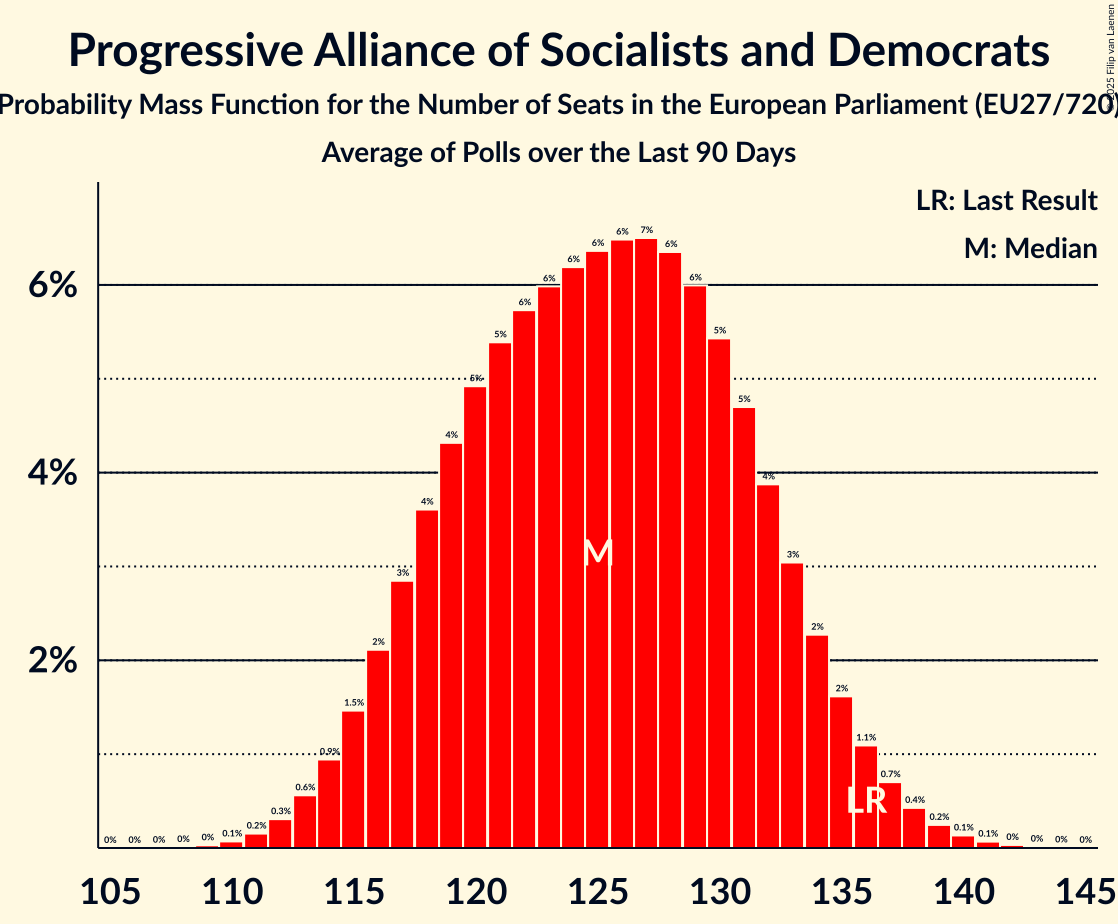 Progressive Alliance of Socialists and Democrats
Probability Mass Function for the Number of Seats in the European Parliament (EU27/720)
Average of Polls over the Last 90 Days
© 2025 Filip van Laenen
LR: Last Result
M: Median
6%
4%
2%
0% 0% 0% 0% 0% 0.1% 0.2% 0.3% 0.6% 0.9% 1.5% 2% 3% 4% 4% 5% 5% 6% 6% 6% 6% 6% 7% 6% 6% 5% 5% 4% 3% 2% 2% 1.1% 0.7% 0.4% 0.2% 0.1% 0.1% 0% 0% 0% 0%
M
LR
105 110 115 120 125 130 135 140 145